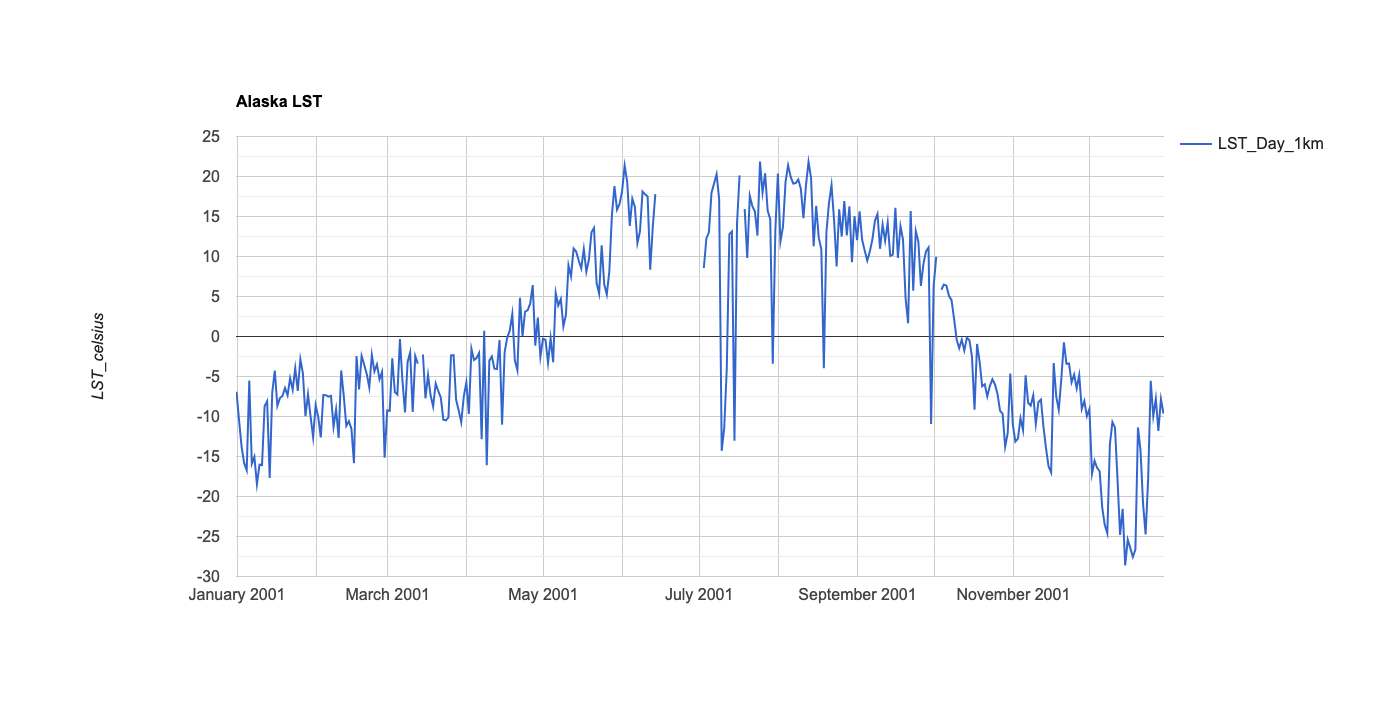 Alaska LST
LST_Day_1km
25
20
15
10
5
0
-5
-10
-15
-20
-25
-30
LST_celsius
January 2001
March 2001
May 2001
July 2001
September 2001
November 2001